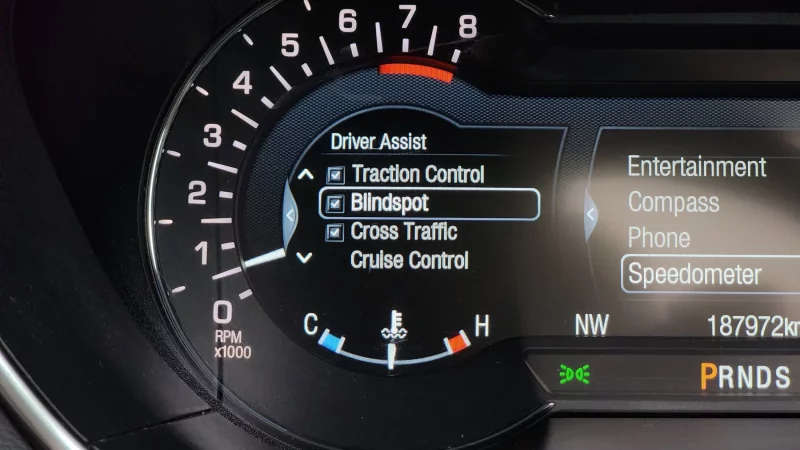 8
7
6
5
4
3
2
1
0
RPM
x1000
Driver Assist
Traction Control
Blindspot
Cross Traffic
Cruise Control
C
H
Entertainment
Compass
Phone
Speedometer
NW
187972km
PRNDS